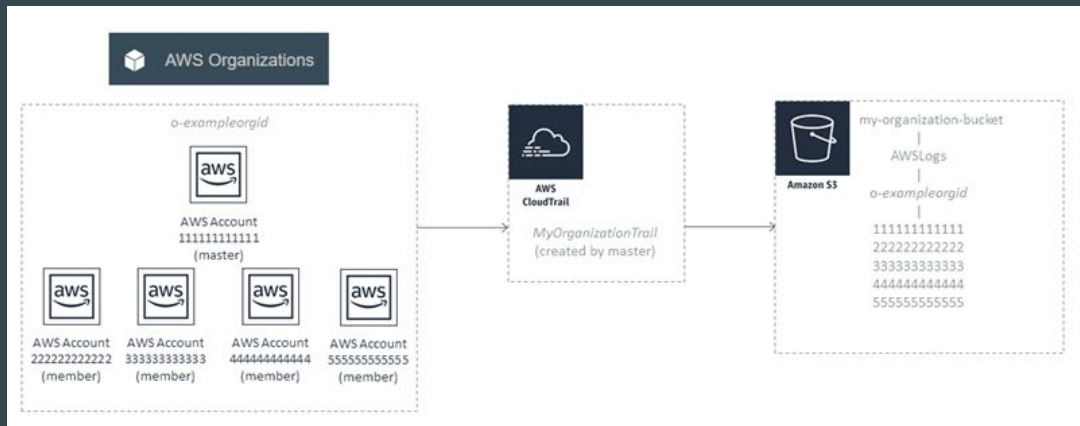 AWS Organizations
o-exampleorgid
aws
AWS Account
111111111111
(master)
aws
AWS Account
222222222222
(member)
aws
AWS Account
333333333333
(member)
aws
AWS Account
444444444444
(member)
aws
AWS Account
555555555555
(member)
AWS
CloudTrail
MyOrganizationTrail
(created by master)
Amazon S3
my-organization-bucket
AWSLogs
o-exampleorgid
111111111111
222222222222
333333333333
444444444444
555555555555